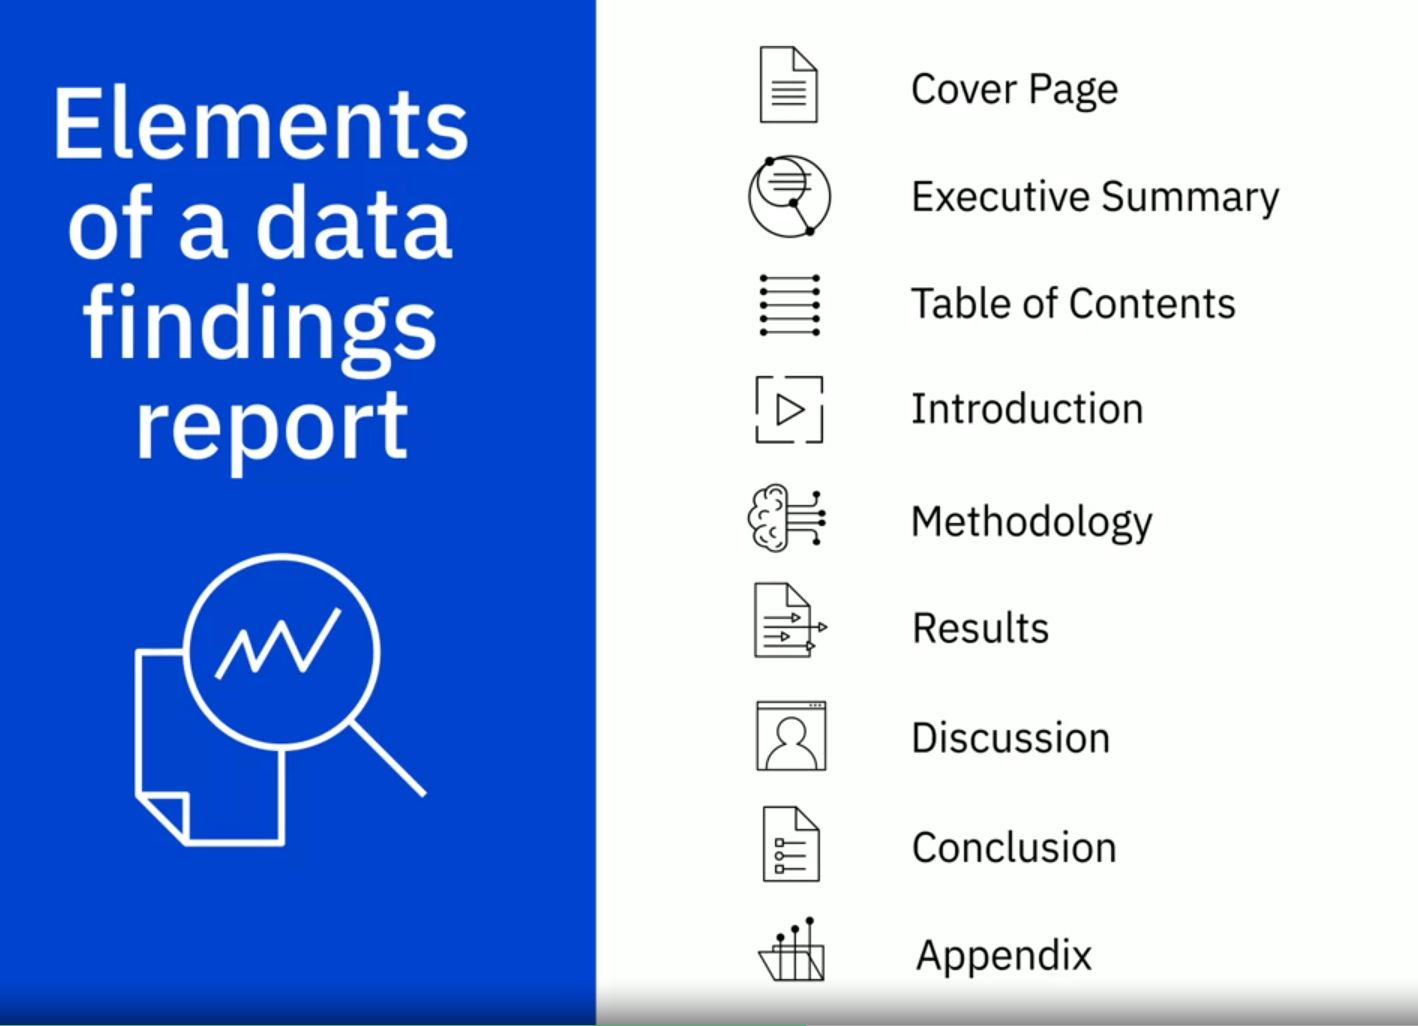 Elements
of a data
findings
report
Cover Page
Executive Summary
Table of Contents
Introduction
Methodology
Results
Discussion
Conclusion
Appendix